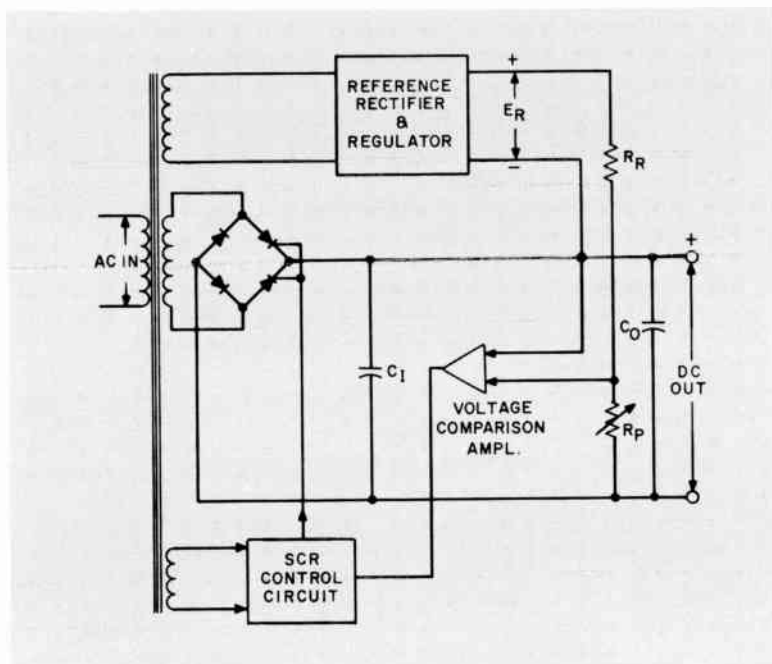 REFERENCE
RECTIFIER
&
REGULATOR
+
E_R
−
R_R
AC IN
+
C_I
C_O
DC
OUT
VOLTAGE
COMPARISON
AMPL.
R_P
SCR
CONTROL
CIRCUIT